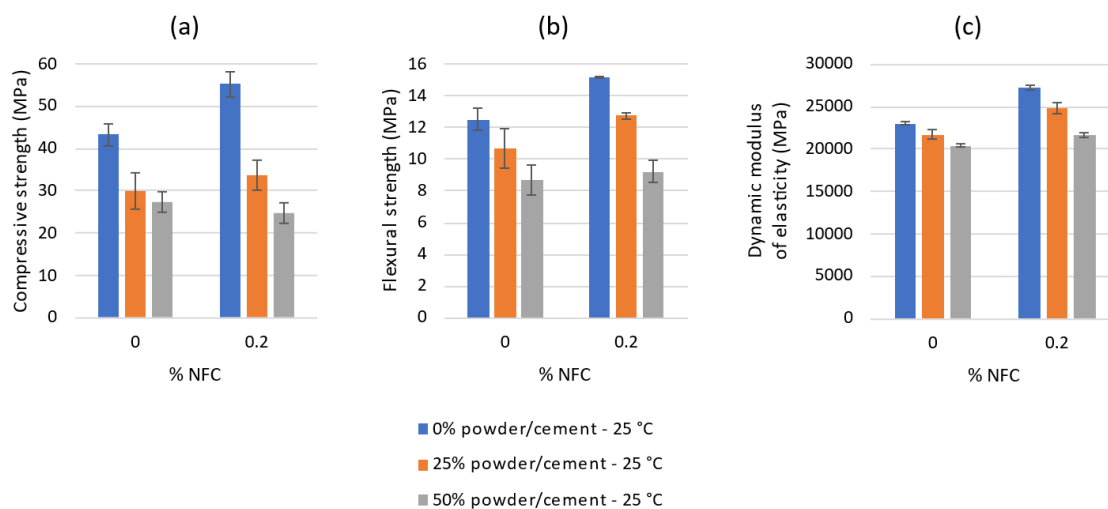 (a)
Compressive strength (MPa)
60
50
40
30
20
10
0
0
0.2
% NFC
(b)
Flexural strength (MPa)
16
14
12
10
8
6
4
2
0
0
0.2
% NFC
(c)
Dynamic modulus
of elasticity (MPa)
30000
25000
20000
15000
10000
5000
0
0
0.2
% NFC
0% powder/cement - 25 °C
25% powder/cement - 25 °C
50% powder/cement - 25 °C